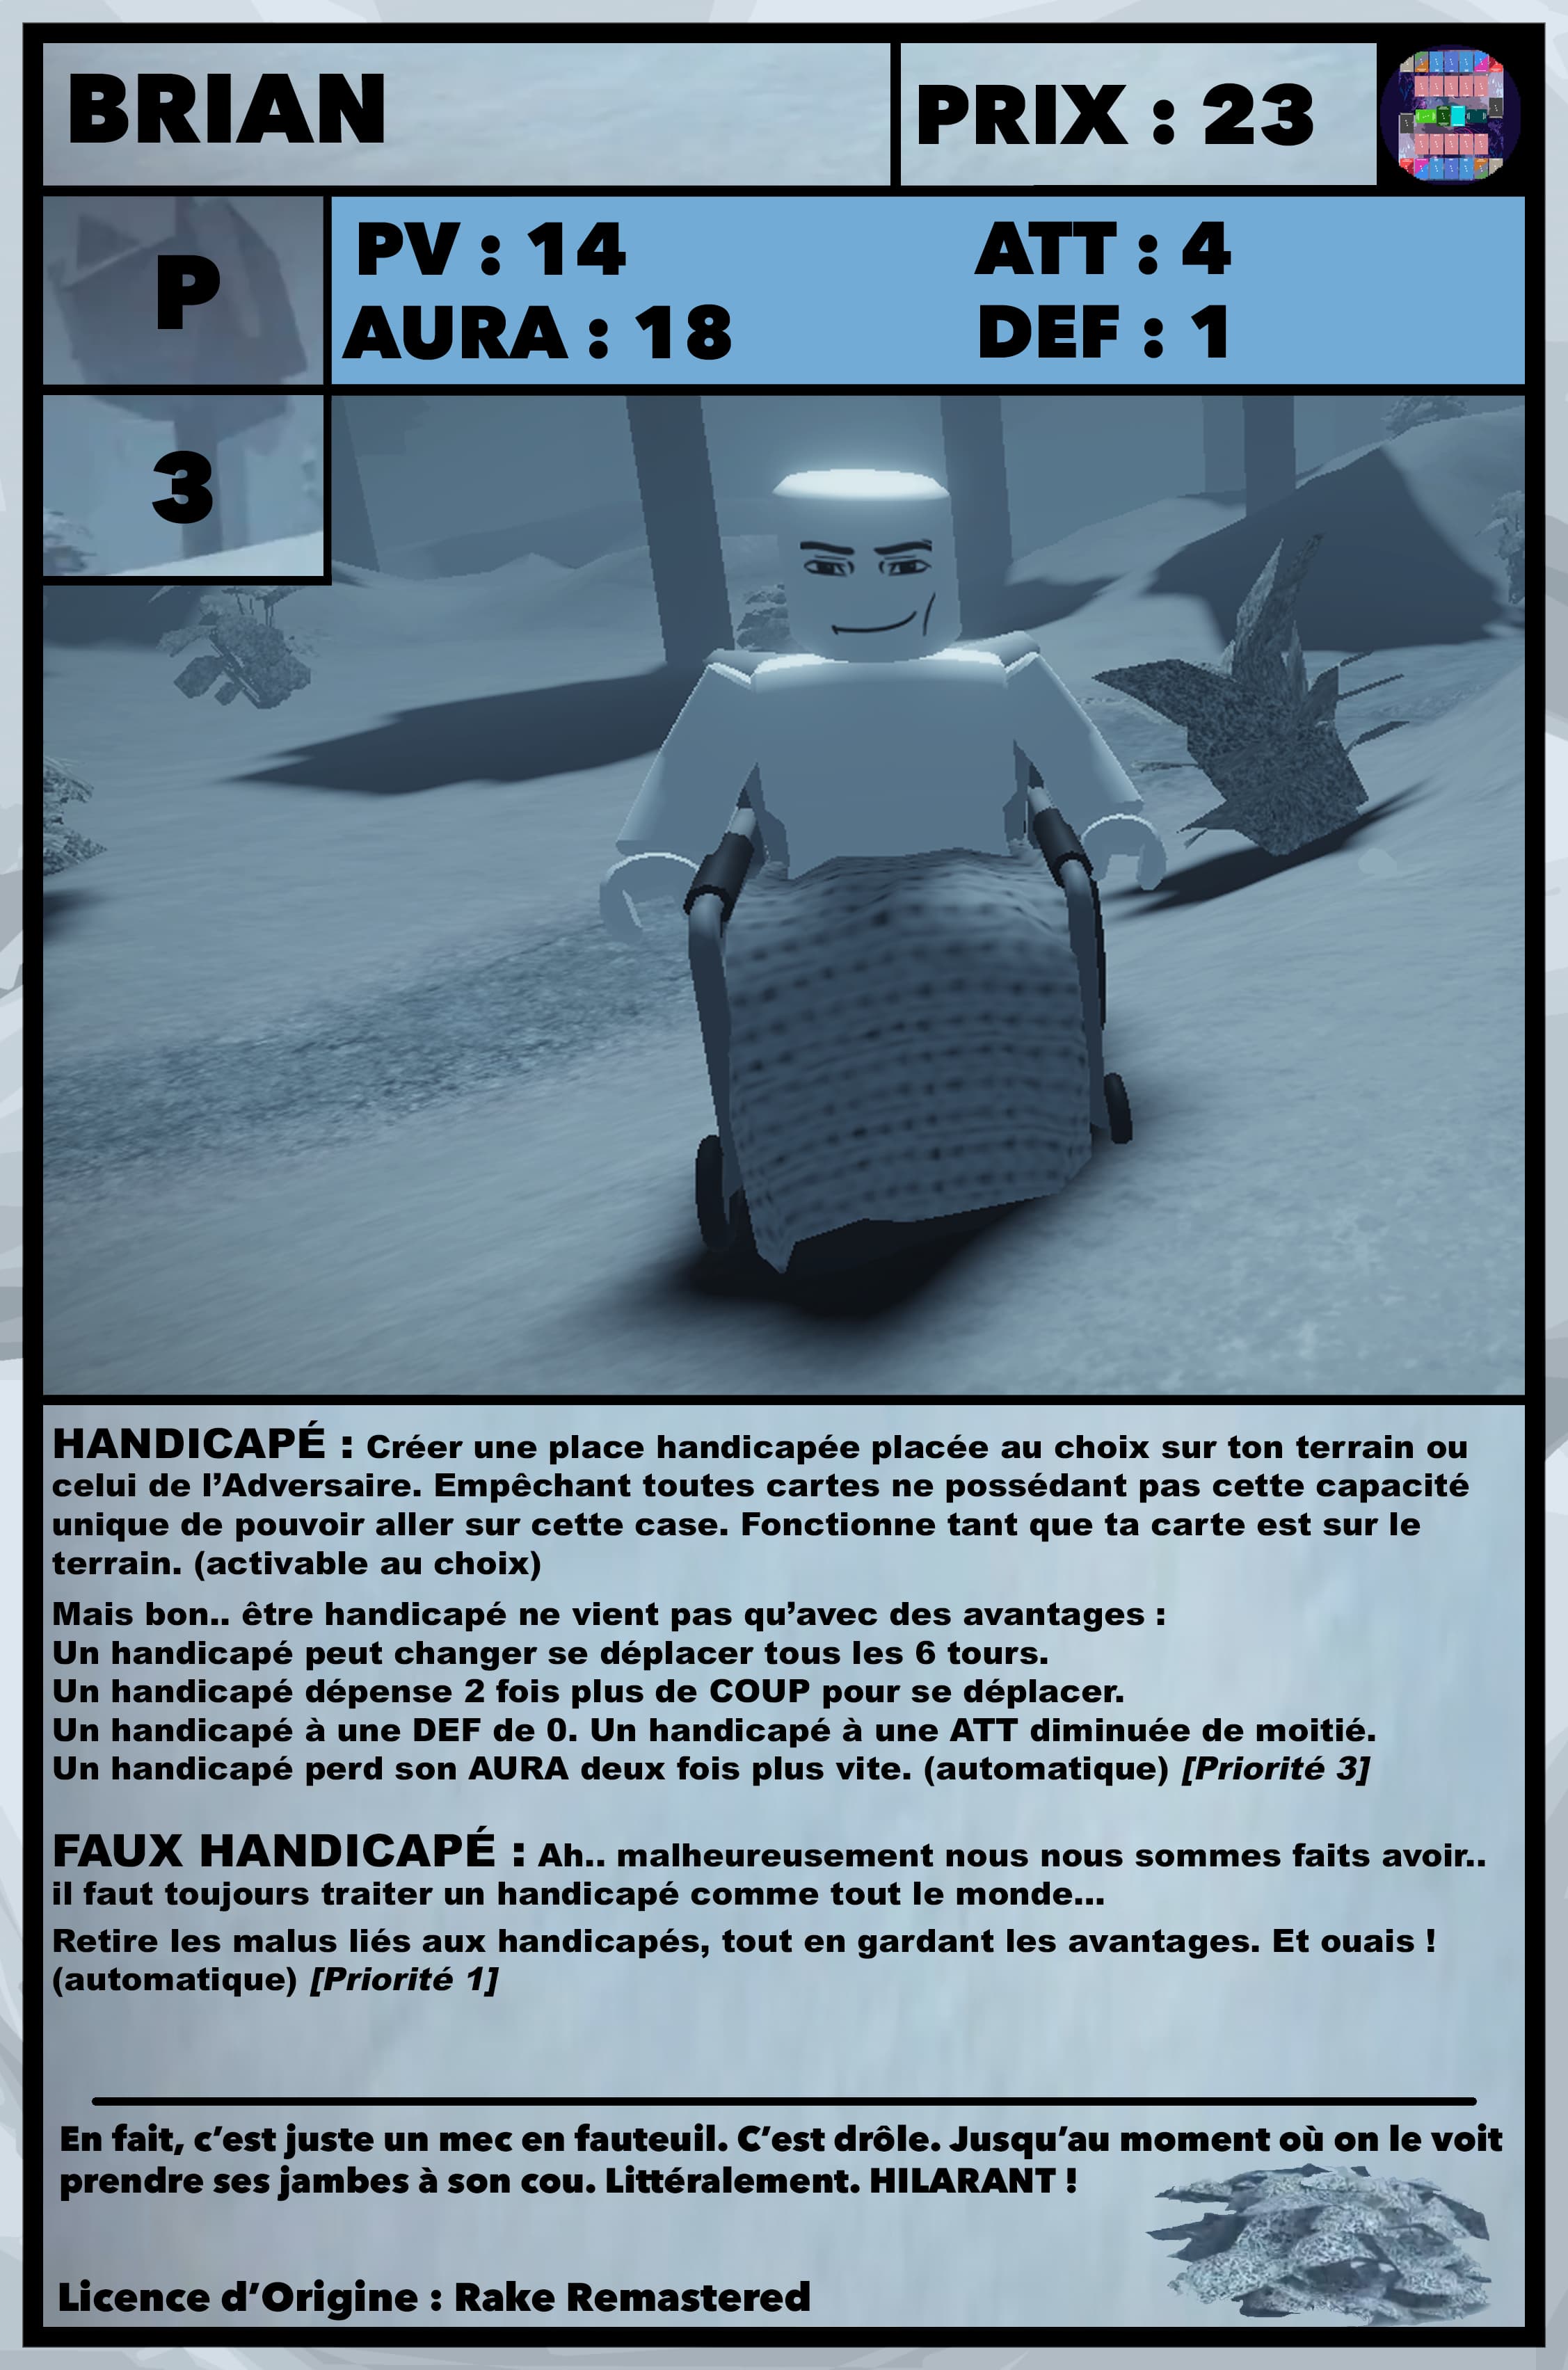 BRIAN
PRIX : 23
P
PV : 14
ATT : 4
AURA : 18
DEF : 1
3
HANDICAPÉ : Créer une place handicapée placée au choix sur ton terrain ou
celui de l’Adversaire. Empêchant toutes cartes ne possédant pas cette capacité
unique de pouvoir aller sur cette case. Fonctionne tant que ta carte est sur le
terrain. (activable au choix)
Mais bon.. être handicapé ne vient pas qu’avec des avantages :
Un handicapé peut changer se déplacer tous les 6 tours.
Un handicapé dépense 2 fois plus de COUP pour se déplacer.
Un handicapé à une DEF de 0. Un handicapé à une ATT diminuée de moitié.
Un handicapé perd son AURA deux fois plus vite. (automatique) [Priorité 3]
FAUX HANDICAPÉ : Ah.. malheureusement nous nous sommes faits avoir..
il faut toujours traiter un handicapé comme tout le monde...
Retire les malus liés aux handicapés, tout en gardant les avantages. Et ouais !
(automatique) [Priorité 1]
En fait, c’est juste un mec en fauteuil. C’est drôle. Jusqu’au moment où on le voit
prendre ses jambes à son cou. Littéralement. HILARANT !
Licence d’Origine : Rake Remastered